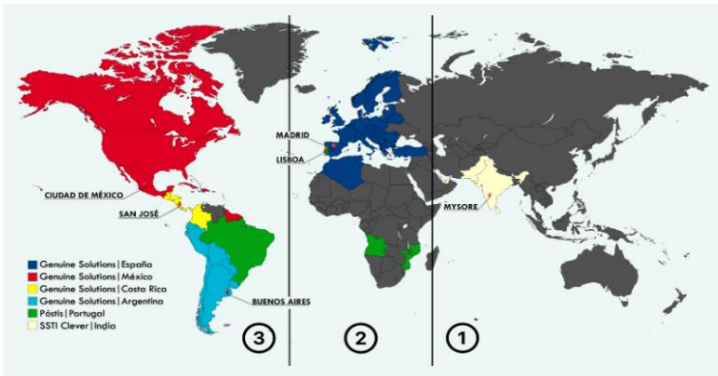 MADRID
LISBOA
CIUDAD DE MÉXICO
SAN JOSÉ
MYSORE
Genuine Solutions|España
Genuine Solutions|México
Genuine Solutions|Costa Rica
Genuine Solutions|Argentina
Póstis|Portugal
SSTI Clever|India
BUENOS AIRES
3
2
1